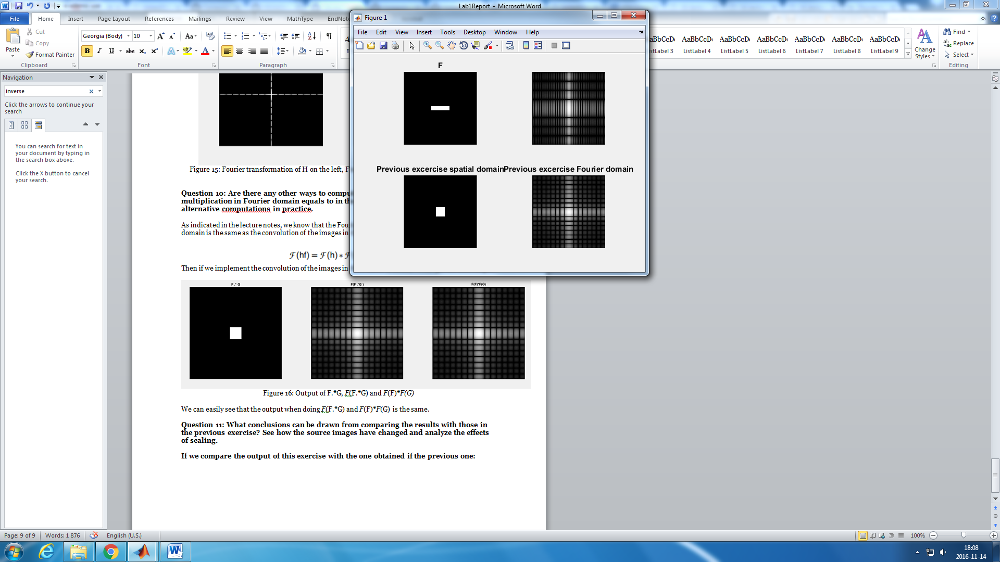 Lab1Report - Microsoft Word
File Home Insert Page Layout References Mailings Review View MathType EndNote
Cut
Copy
Format Painter
Paste
Clipboard
Georgia (Body) 10
Font
Paragraph
AaBbCcDc AaBbCcDc AaBbCcDc AaBbCcDc AaBbCcDc AaBbCcDc AaBbCcDc
ListLabel 3 ListLabel 4 ListLabel 5 ListLabel 6 ListLabel 7 ListLabel 8 ListLabel 9
Change Styles
Find
Replace
Select
Editing
Navigation
inverse
Click the arrows to continue your
search
You can search for text in
your document by typing in
the search box above.
Click the X button to cancel
your search.
Figure 1
File Edit View Insert Tools Desktop Window Help
F
Previous excercise spatial domain
Previous excercise Fourier domain
Figure 15: Fourier transformation of H on the left, F
Question 10: Are there any other ways to compu
multiplication in Fourier domain equals to in th
alternative computations in practice.
As indicated in the lecture notes, we know that the Four
domain is the same as the convolution of the images in
ℱ(hf) = ℱ(h) * ℱ
Then if we implement the convolution of the images in
F .* G
F(F .*G )
F(F)*F(G)
Figure 16: Output of F.*G, F(F.*G) and F(F)*F(G)
We can easily see that the output when doing F(F.*G) and F(F)*F(G) is the same.
Question 11: What conclusions can be drawn from comparing the results with those in
the previous exercise? See how the source images have changed and analyze the effects
of scaling.
If we compare the output of this exercise with the one obtained if the previous one:
Page: 9 of 9 Words: 1 876 English (U.S.)
100%
18:08
2016-11-14